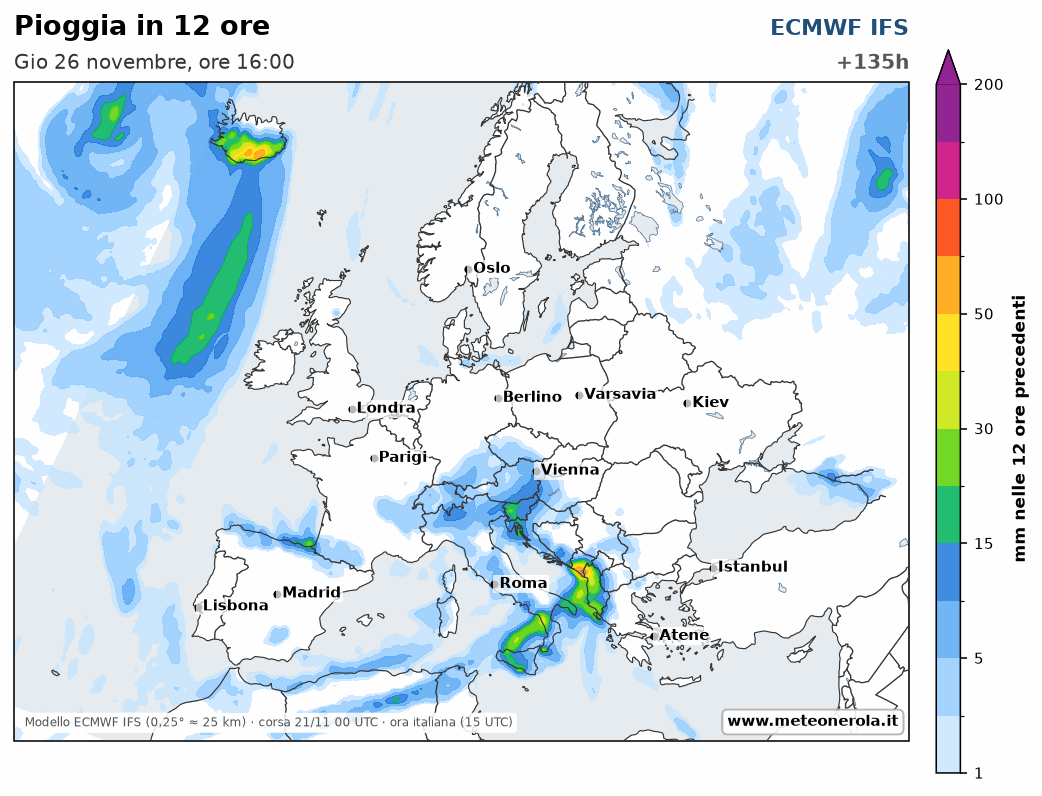 Pioggia in 12 ore
ECMWF IFS
Gio 26 novembre, ore 16:00
+135h
200
100
50
30
15
5
1
mm nelle 12 ore precedenti
Oslo
Londra
Berlino
Varsavia
Kiev
Parigi
Vienna
Istanbul
Roma
Madrid
Lisbona
Atene
Modello ECMWF IFS (0,25° ≈ 25 km) · corsa 21/11 00 UTC · ora italiana (15 UTC)
www.meteonerola.it